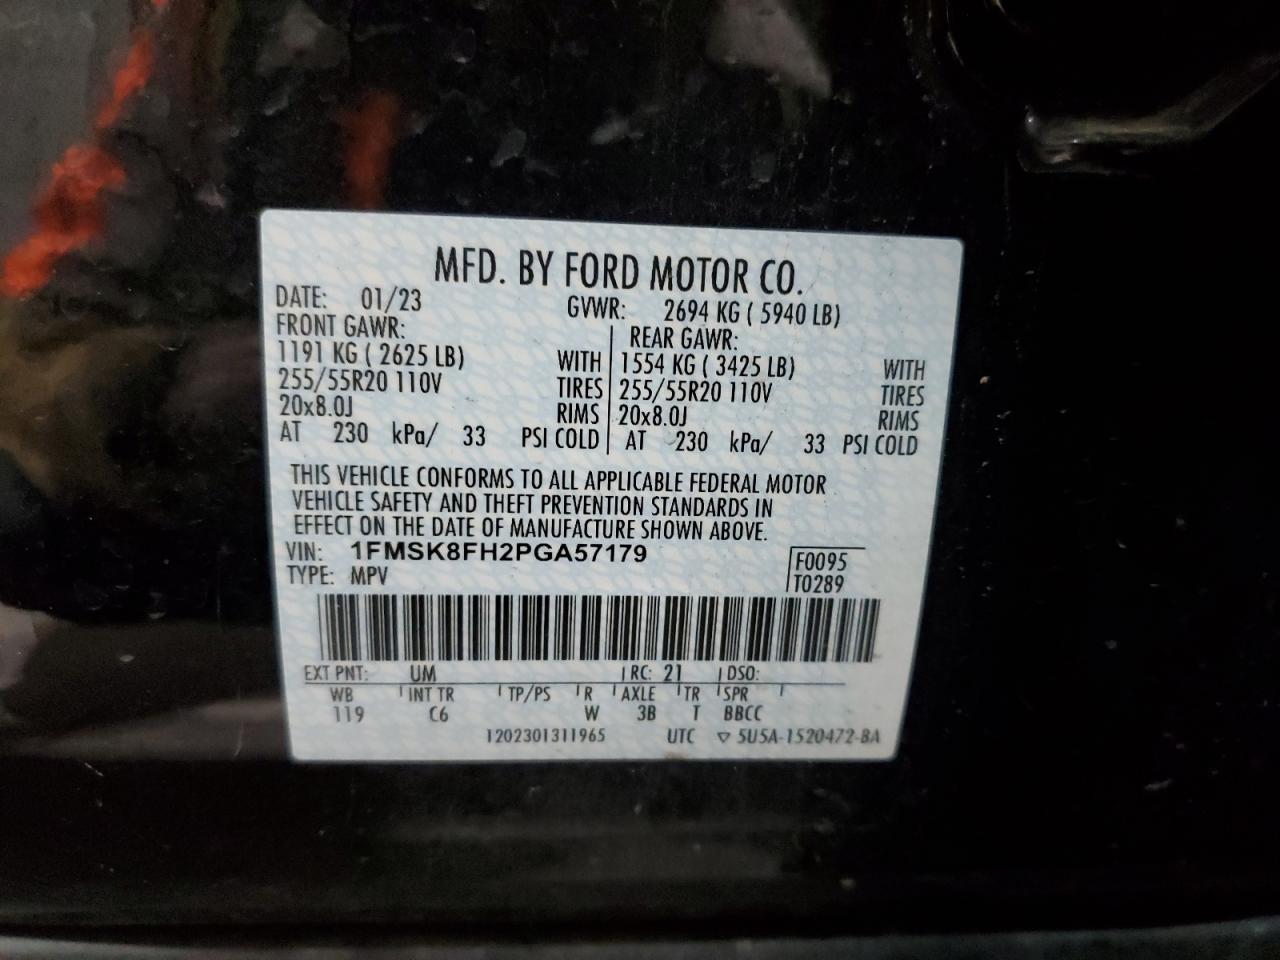 MFD. BY FORD MOTOR CO.
DATE: 01/23 GVWR: 2694 KG ( 5940 LB)
FRONT GAWR: REAR GAWR:
1191 KG ( 2625 LB) WITH 1554 KG ( 3425 LB) WITH
255/55R20 110V TIRES 255/55R20 110V TIRES
20x8.0J RIMS 20x8.0J RIMS
AT 230 kPa/ 33 PSI COLD AT 230 kPa/ 33 PSI COLD
THIS VEHICLE CONFORMS TO ALL APPLICABLE FEDERAL MOTOR
VEHICLE SAFETY AND THEFT PREVENTION STANDARDS IN
EFFECT ON THE DATE OF MANUFACTURE SHOWN ABOVE.
VIN: 1FMSK8FH2PGA57179 F0095
TYPE: MPV T0289
EXT PNT: UM RC: 21 DSO:
WB INT TR TP/PS R AXLE TR SPR
119 C6 W 3B T BBCC
1202301311965 UTC ▽ 5U5A-1520472-BA